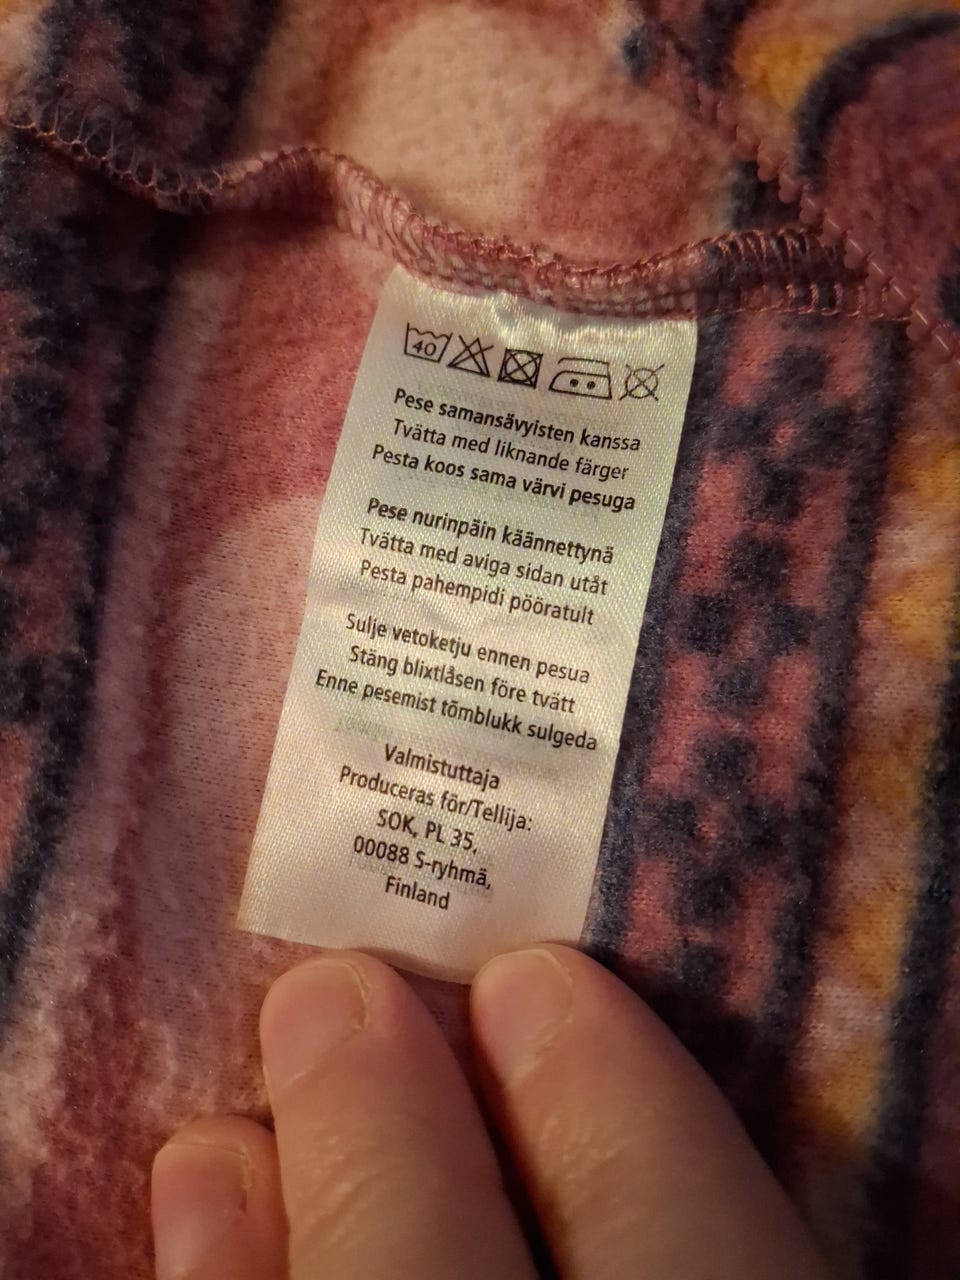 40
Pese samansävyisten kanssa
Tvätta med liknande färger
Pesta koos sama värvi pesuga
Pese nurinpäin käännettynä
Tvätta med aviga sidan utåt
Pesta pahempidi pööratult
Sulje vetoketju ennen pesua
Stäng blixtlåsen före tvätt
Enne pesemist tõmblukk sulgeda
Valmistuttaja
Produceras för/Tellija:
SOK, PL 35,
00088 S-ryhmä,
Finland